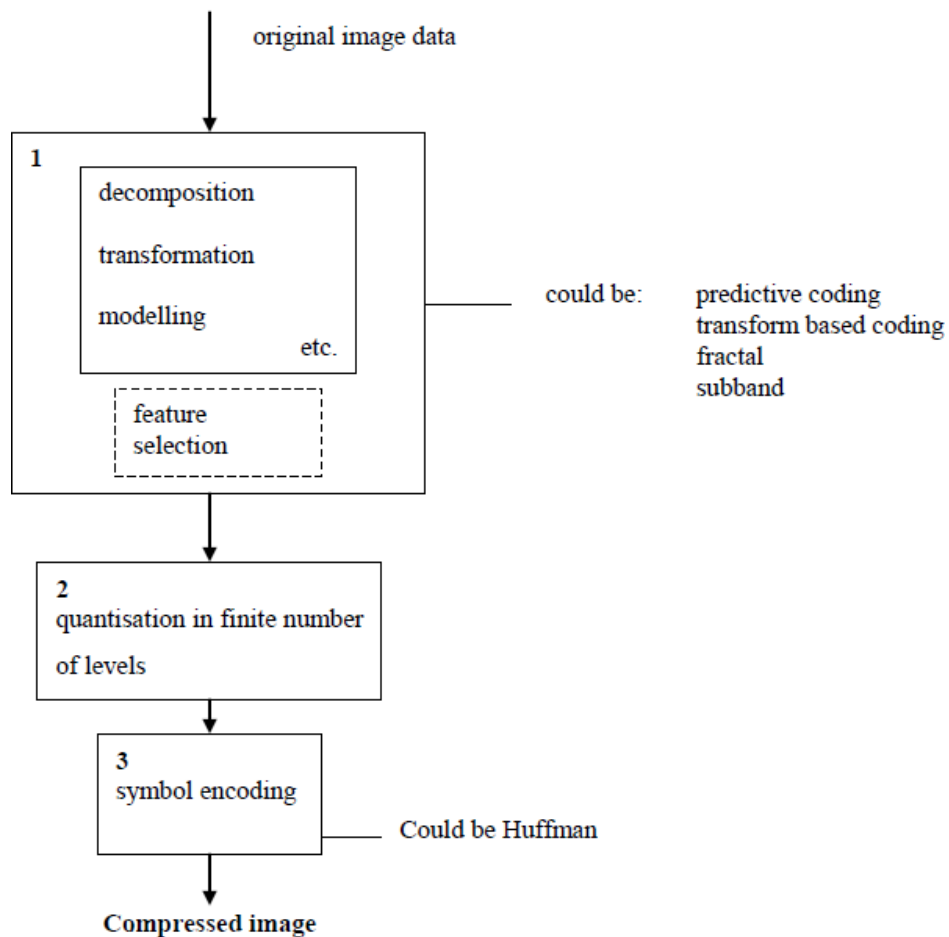 original image data
1
decomposition
transformation
modelling
etc.
feature
selection
could be:
predictive coding
transform based coding
fractal
subband
2
quantisation in finite number
of levels
3
symbol encoding
Could be Huffman
Compressed image